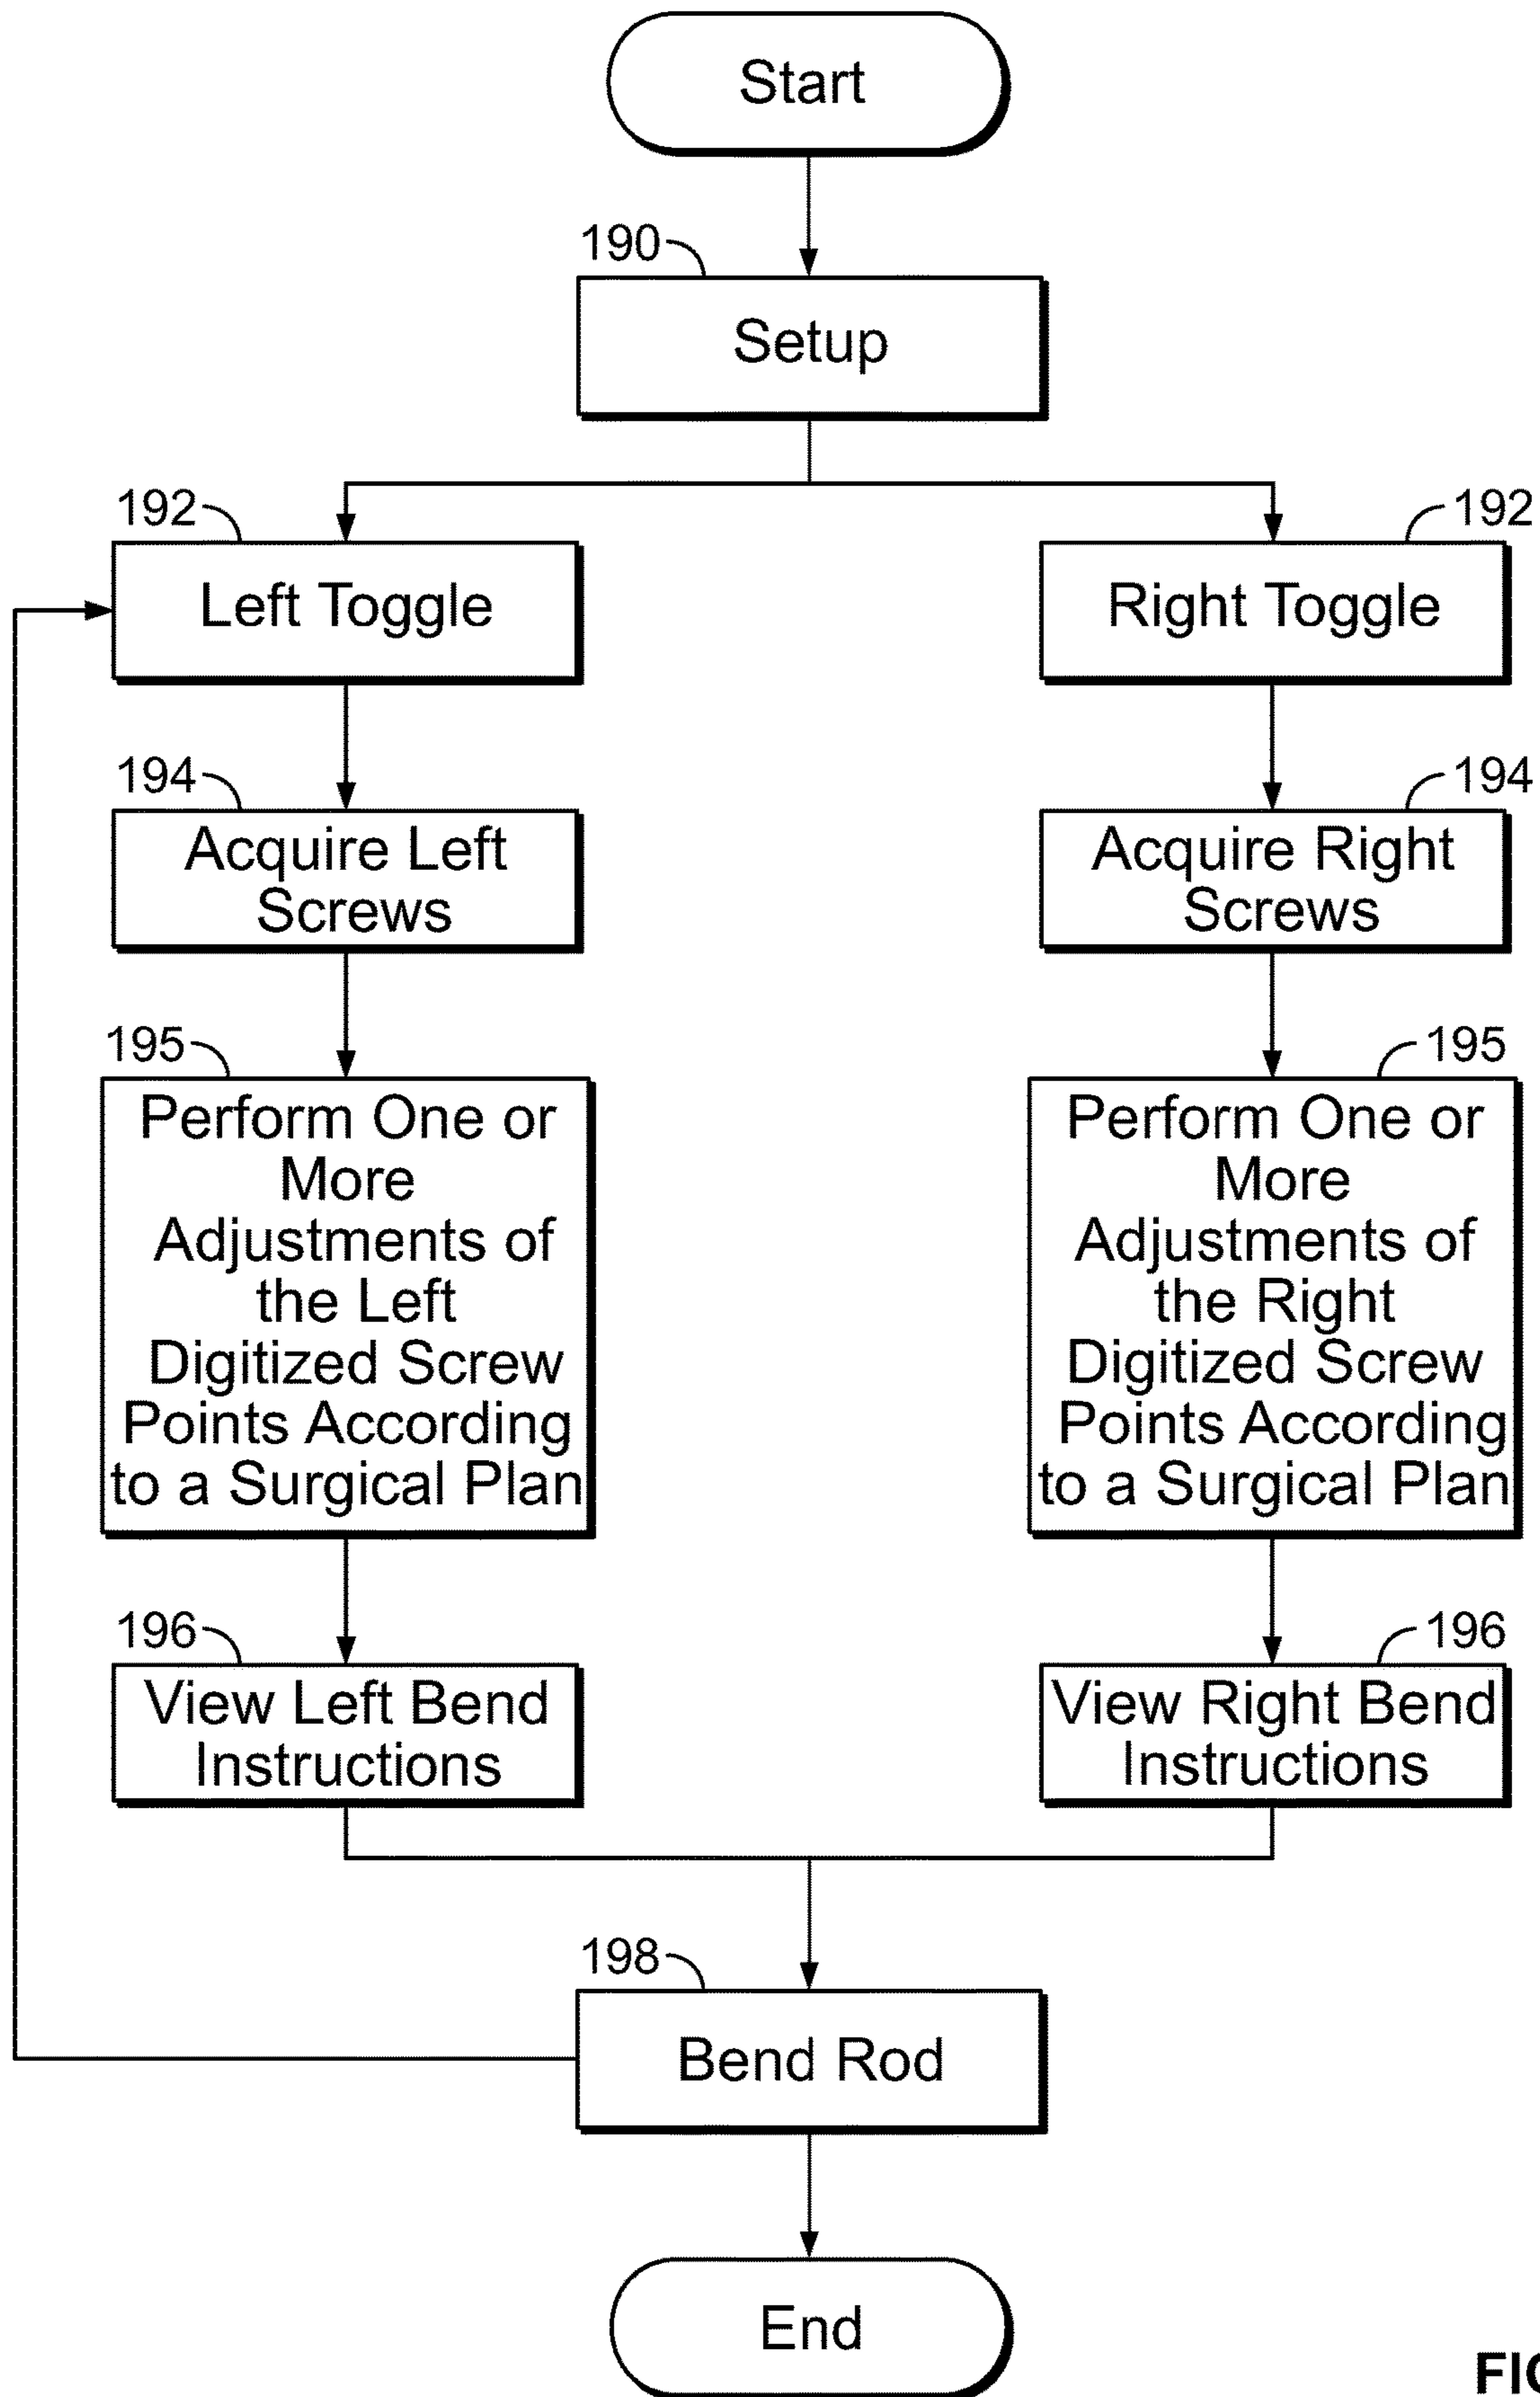 Start
190
Setup
192
Left Toggle
192
Right Toggle
194
Acquire Left
Screws
194
Acquire Right
Screws
195
Perform One or
More
Adjustments of
the Left
Digitized Screw
Points According
to a Surgical Plan
195
Perform One or
More
Adjustments of
the Right
Digitized Screw
Points According
to a Surgical Plan
196
View Left Bend
Instructions
196
View Right Bend
Instructions
198
Bend Rod
End